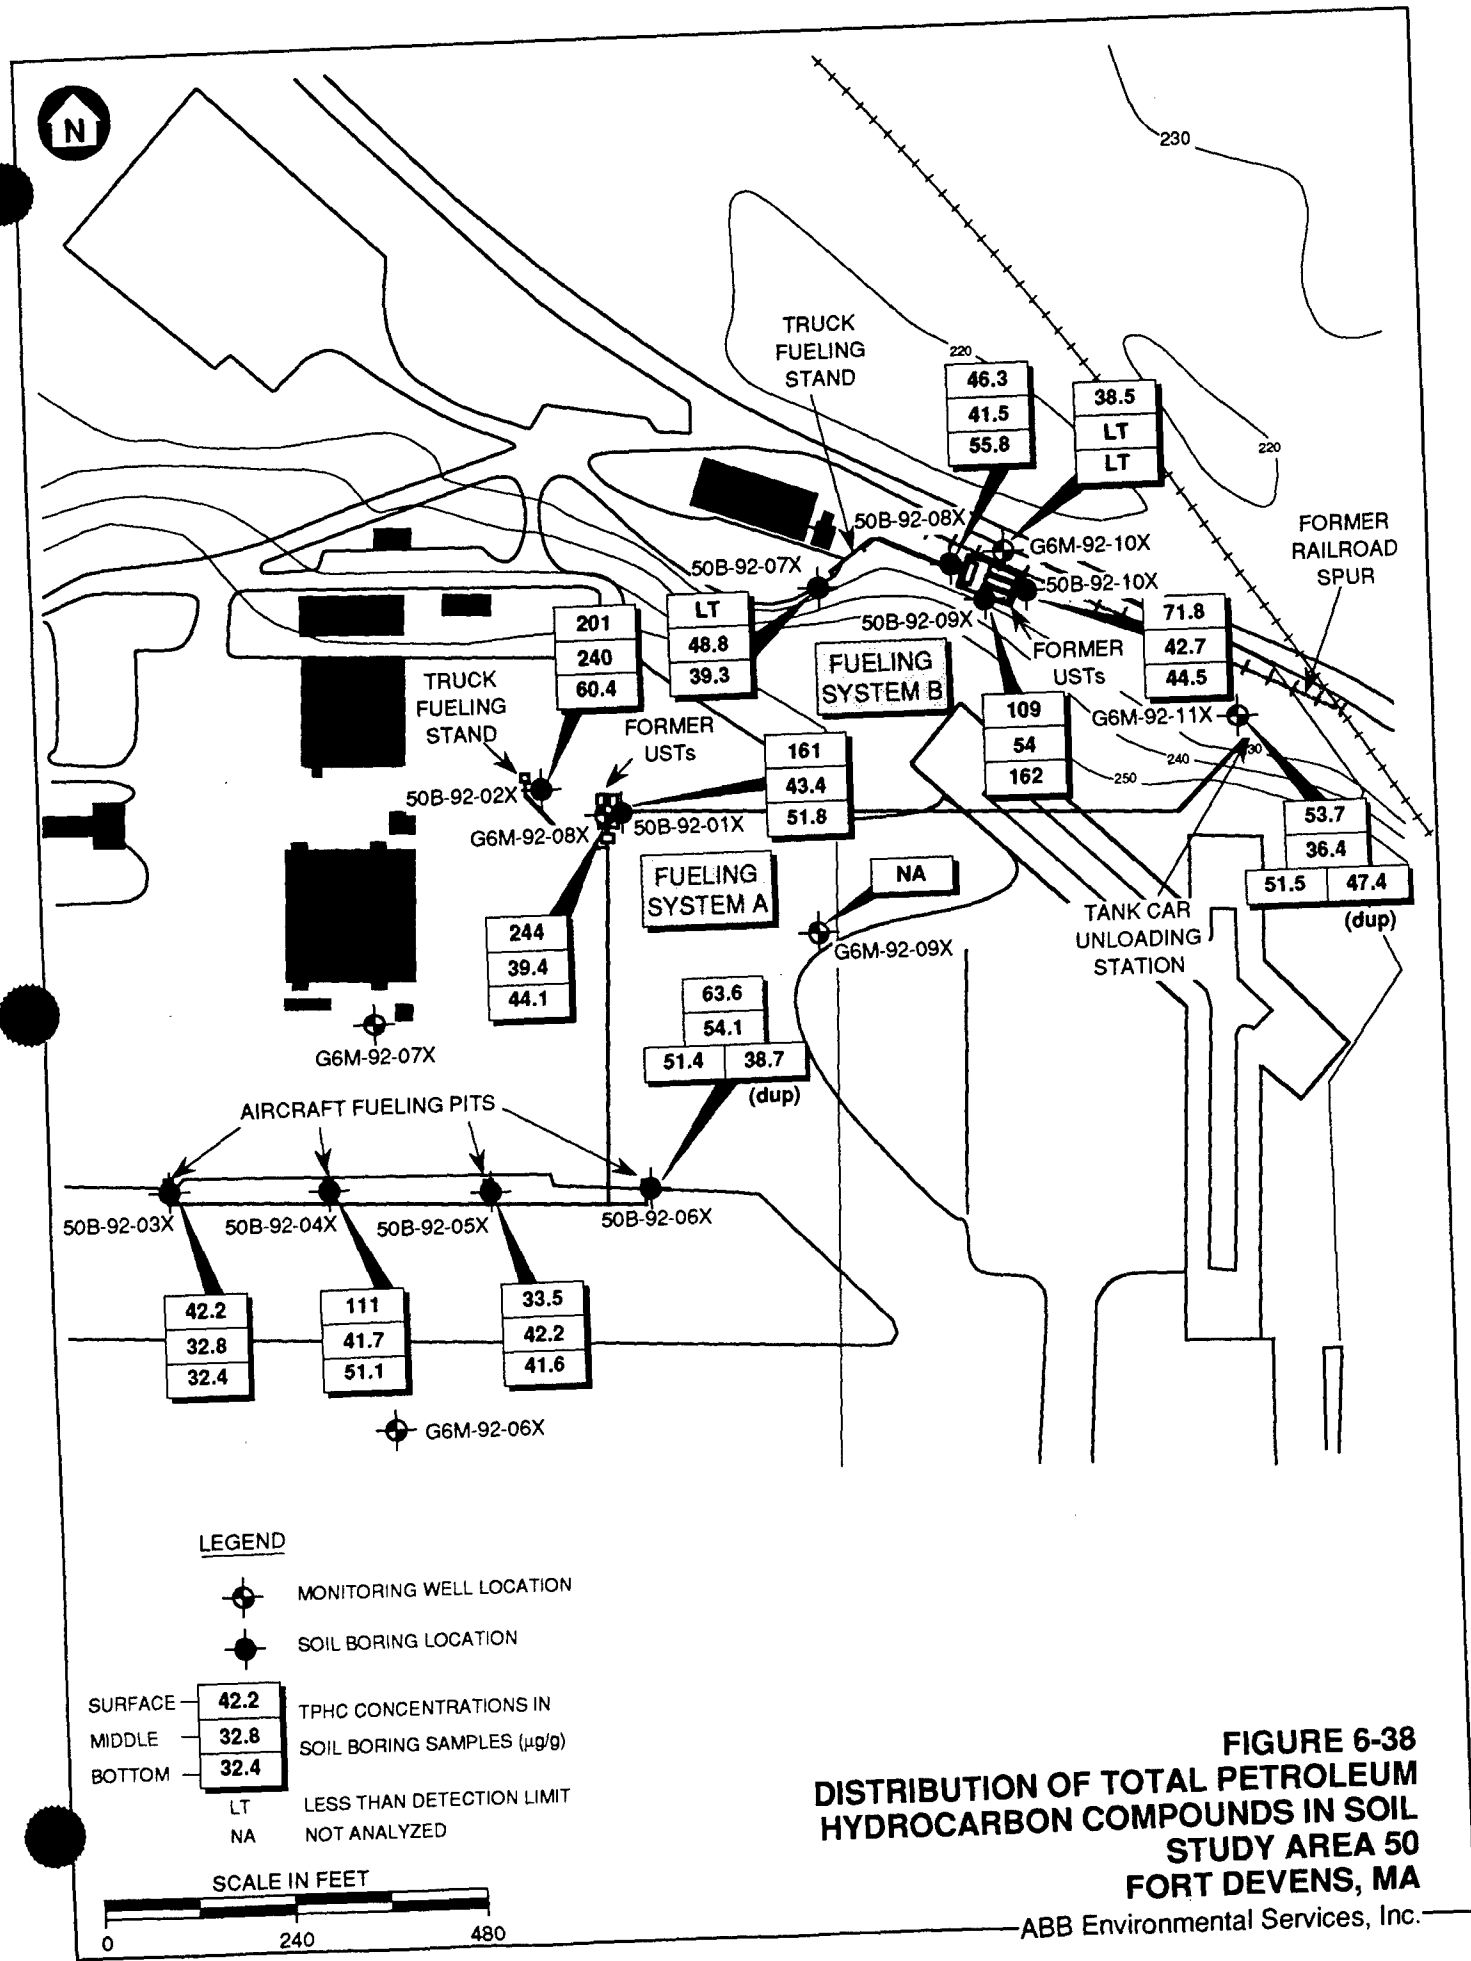 N
230
TRUCK
FUELING
STAND
220
46.3
41.5
55.8
38.5
LT
LT
220
FORMER
RAILROAD
SPUR
50B-92-08X
G6M-92-10X
50B-92-07X
50B-92-10X
50B-92-09X
LT
48.8
39.3
201
240
60.4
FUELING
SYSTEM B
FORMER
USTs
71.8
42.7
44.5
TRUCK
FUELING
STAND
FORMER
USTs
109
54
162
G6M-92-11X
30
240
250
161
43.4
51.8
50B-92-02X
G6M-92-08X
50B-92-01X
53.7
36.4
51.5 47.4
(dup)
FUELING
SYSTEM A
NA
G6M-92-09X
TANK CAR
UNLOADING
STATION
244
39.4
44.1
63.6
54.1
51.4 38.7
(dup)
G6M-92-07X
AIRCRAFT FUELING PITS
50B-92-03X
50B-92-04X
50B-92-05X
50B-92-06X
42.2
32.8
32.4
111
41.7
51.1
33.5
42.2
41.6
G6M-92-06X
LEGEND
MONITORING WELL LOCATION
SOIL BORING LOCATION
SURFACE 42.2 TPHC CONCENTRATIONS IN
MIDDLE 32.8 SOIL BORING SAMPLES (µg/g)
BOTTOM 32.4
LT LESS THAN DETECTION LIMIT
NA NOT ANALYZED
SCALE IN FEET
0 240 480
FIGURE 6-38
DISTRIBUTION OF TOTAL PETROLEUM
HYDROCARBON COMPOUNDS IN SOIL
STUDY AREA 50
FORT DEVENS, MA
ABB Environmental Services, Inc.